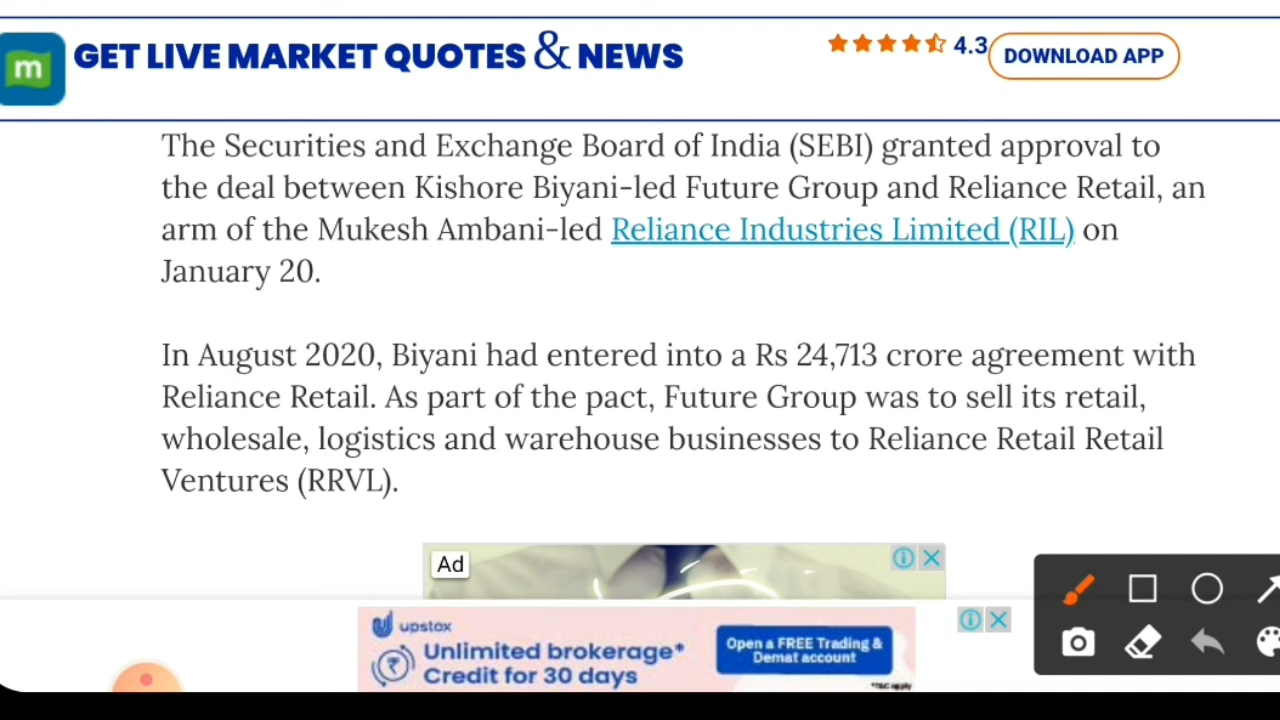 m
GET LIVE MARKET QUOTES & NEWS
4.3
DOWNLOAD APP
The Securities and Exchange Board of India (SEBI) granted approval to
the deal between Kishore Biyani-led Future Group and Reliance Retail, an
arm of the Mukesh Ambani-led Reliance Industries Limited (RIL) on
January 20.
In August 2020, Biyani had entered into a Rs 24,713 crore agreement with
Reliance Retail. As part of the pact, Future Group was to sell its retail,
wholesale, logistics and warehouse businesses to Reliance Retail Retail
Ventures (RRVL).
Ad
upstox
Unlimited brokerage*
Credit for 30 days
Open a FREE Trading &
Demat account
*T&C apply